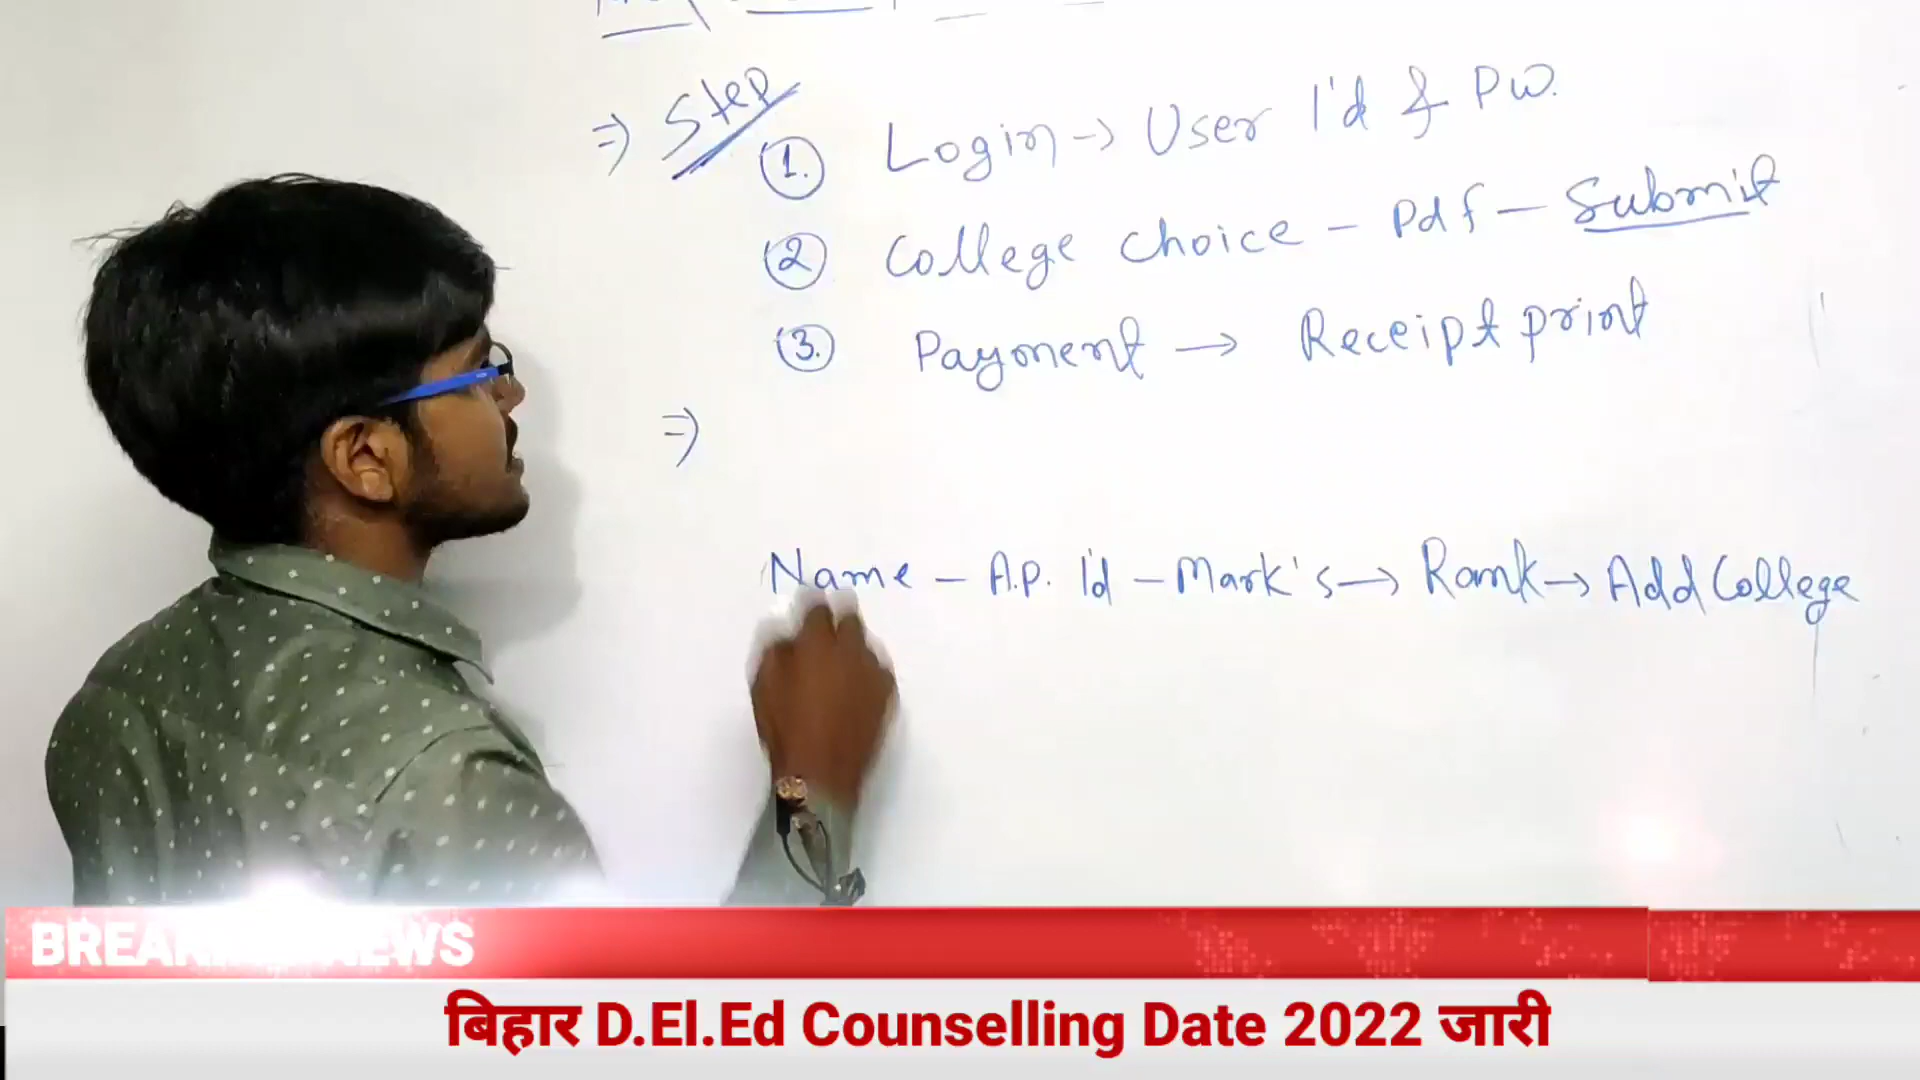 ⇒ Step
1. Login → User I'd & PW.
2 College choice - Pdf - Submit
3. Payment → Receipt print
⇒
Name - A.P. I'd - Mark's → Rank → Add College
BREAKING NEWS
बिहार D.El.Ed Counselling Date 2022 जारी